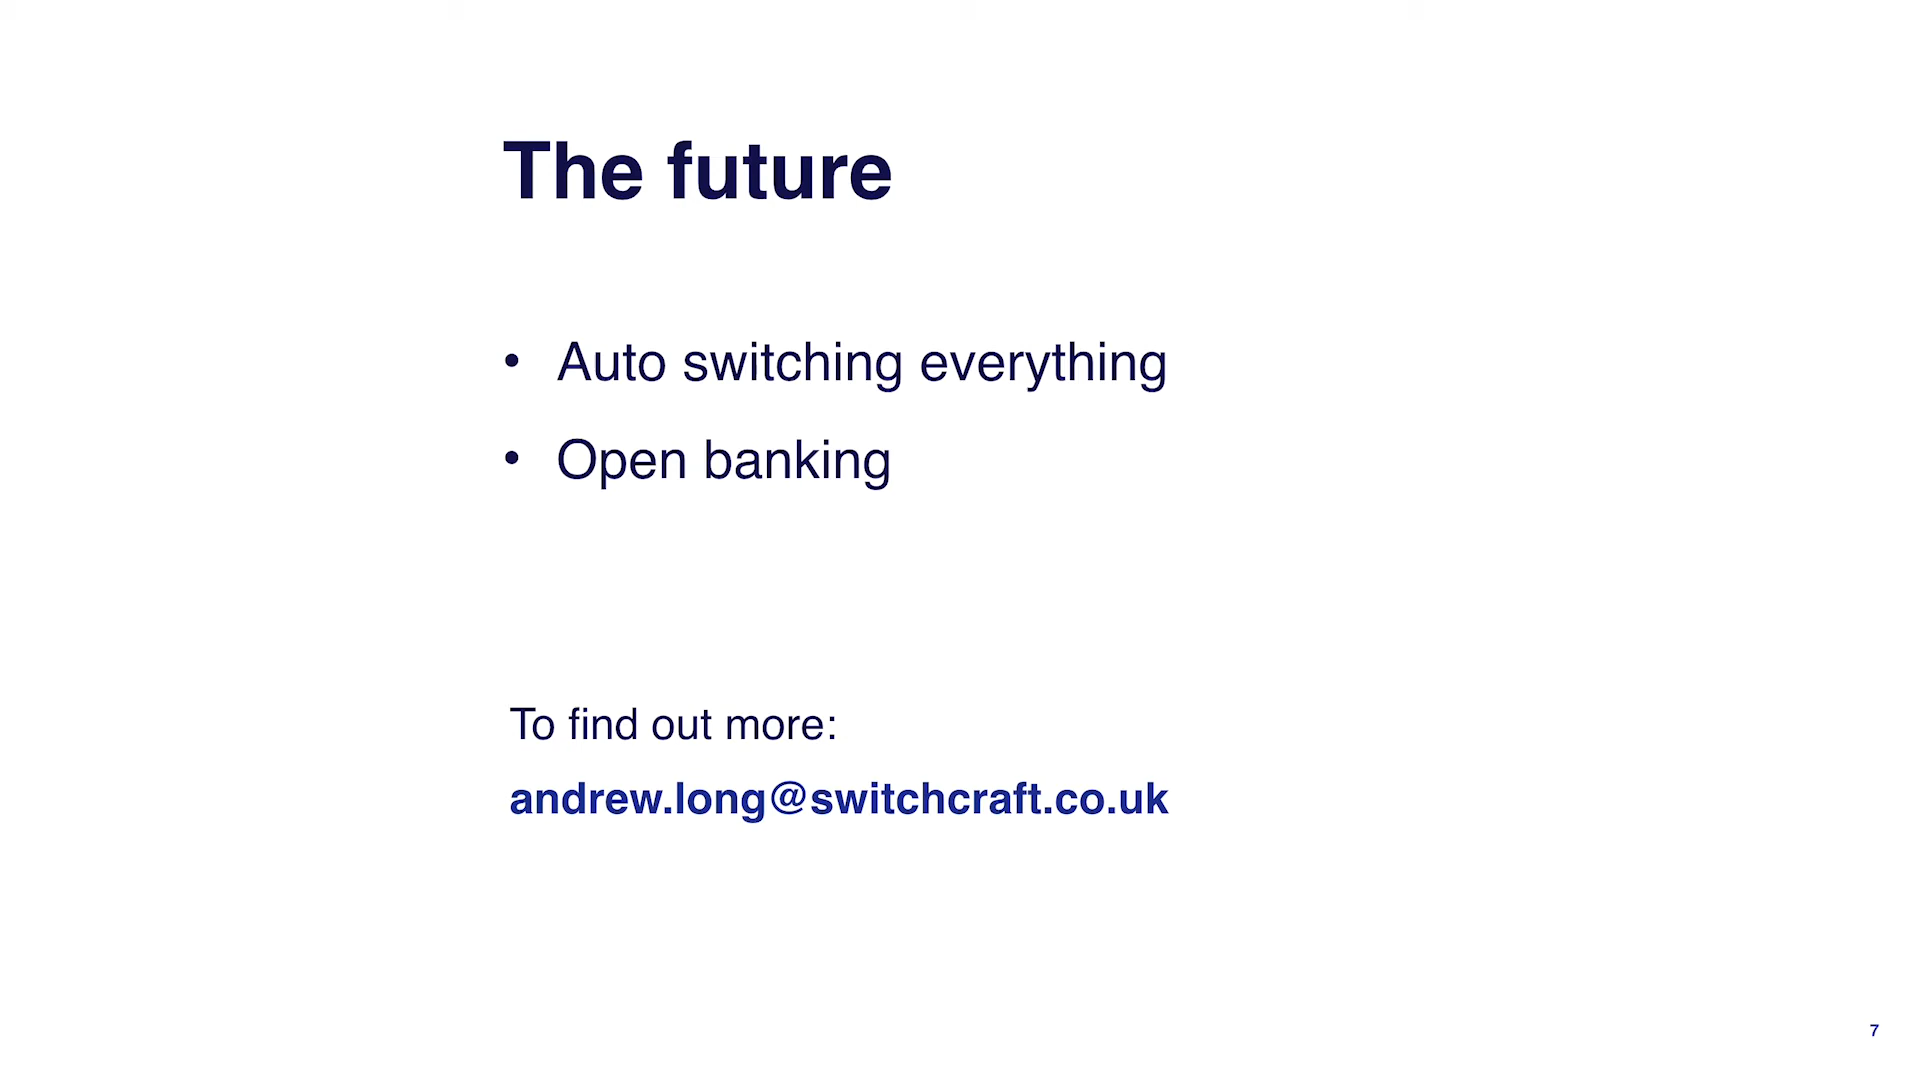 The future
• Auto switching everything
• Open banking
To find out more:
andrew.long@switchcraft.co.uk
7